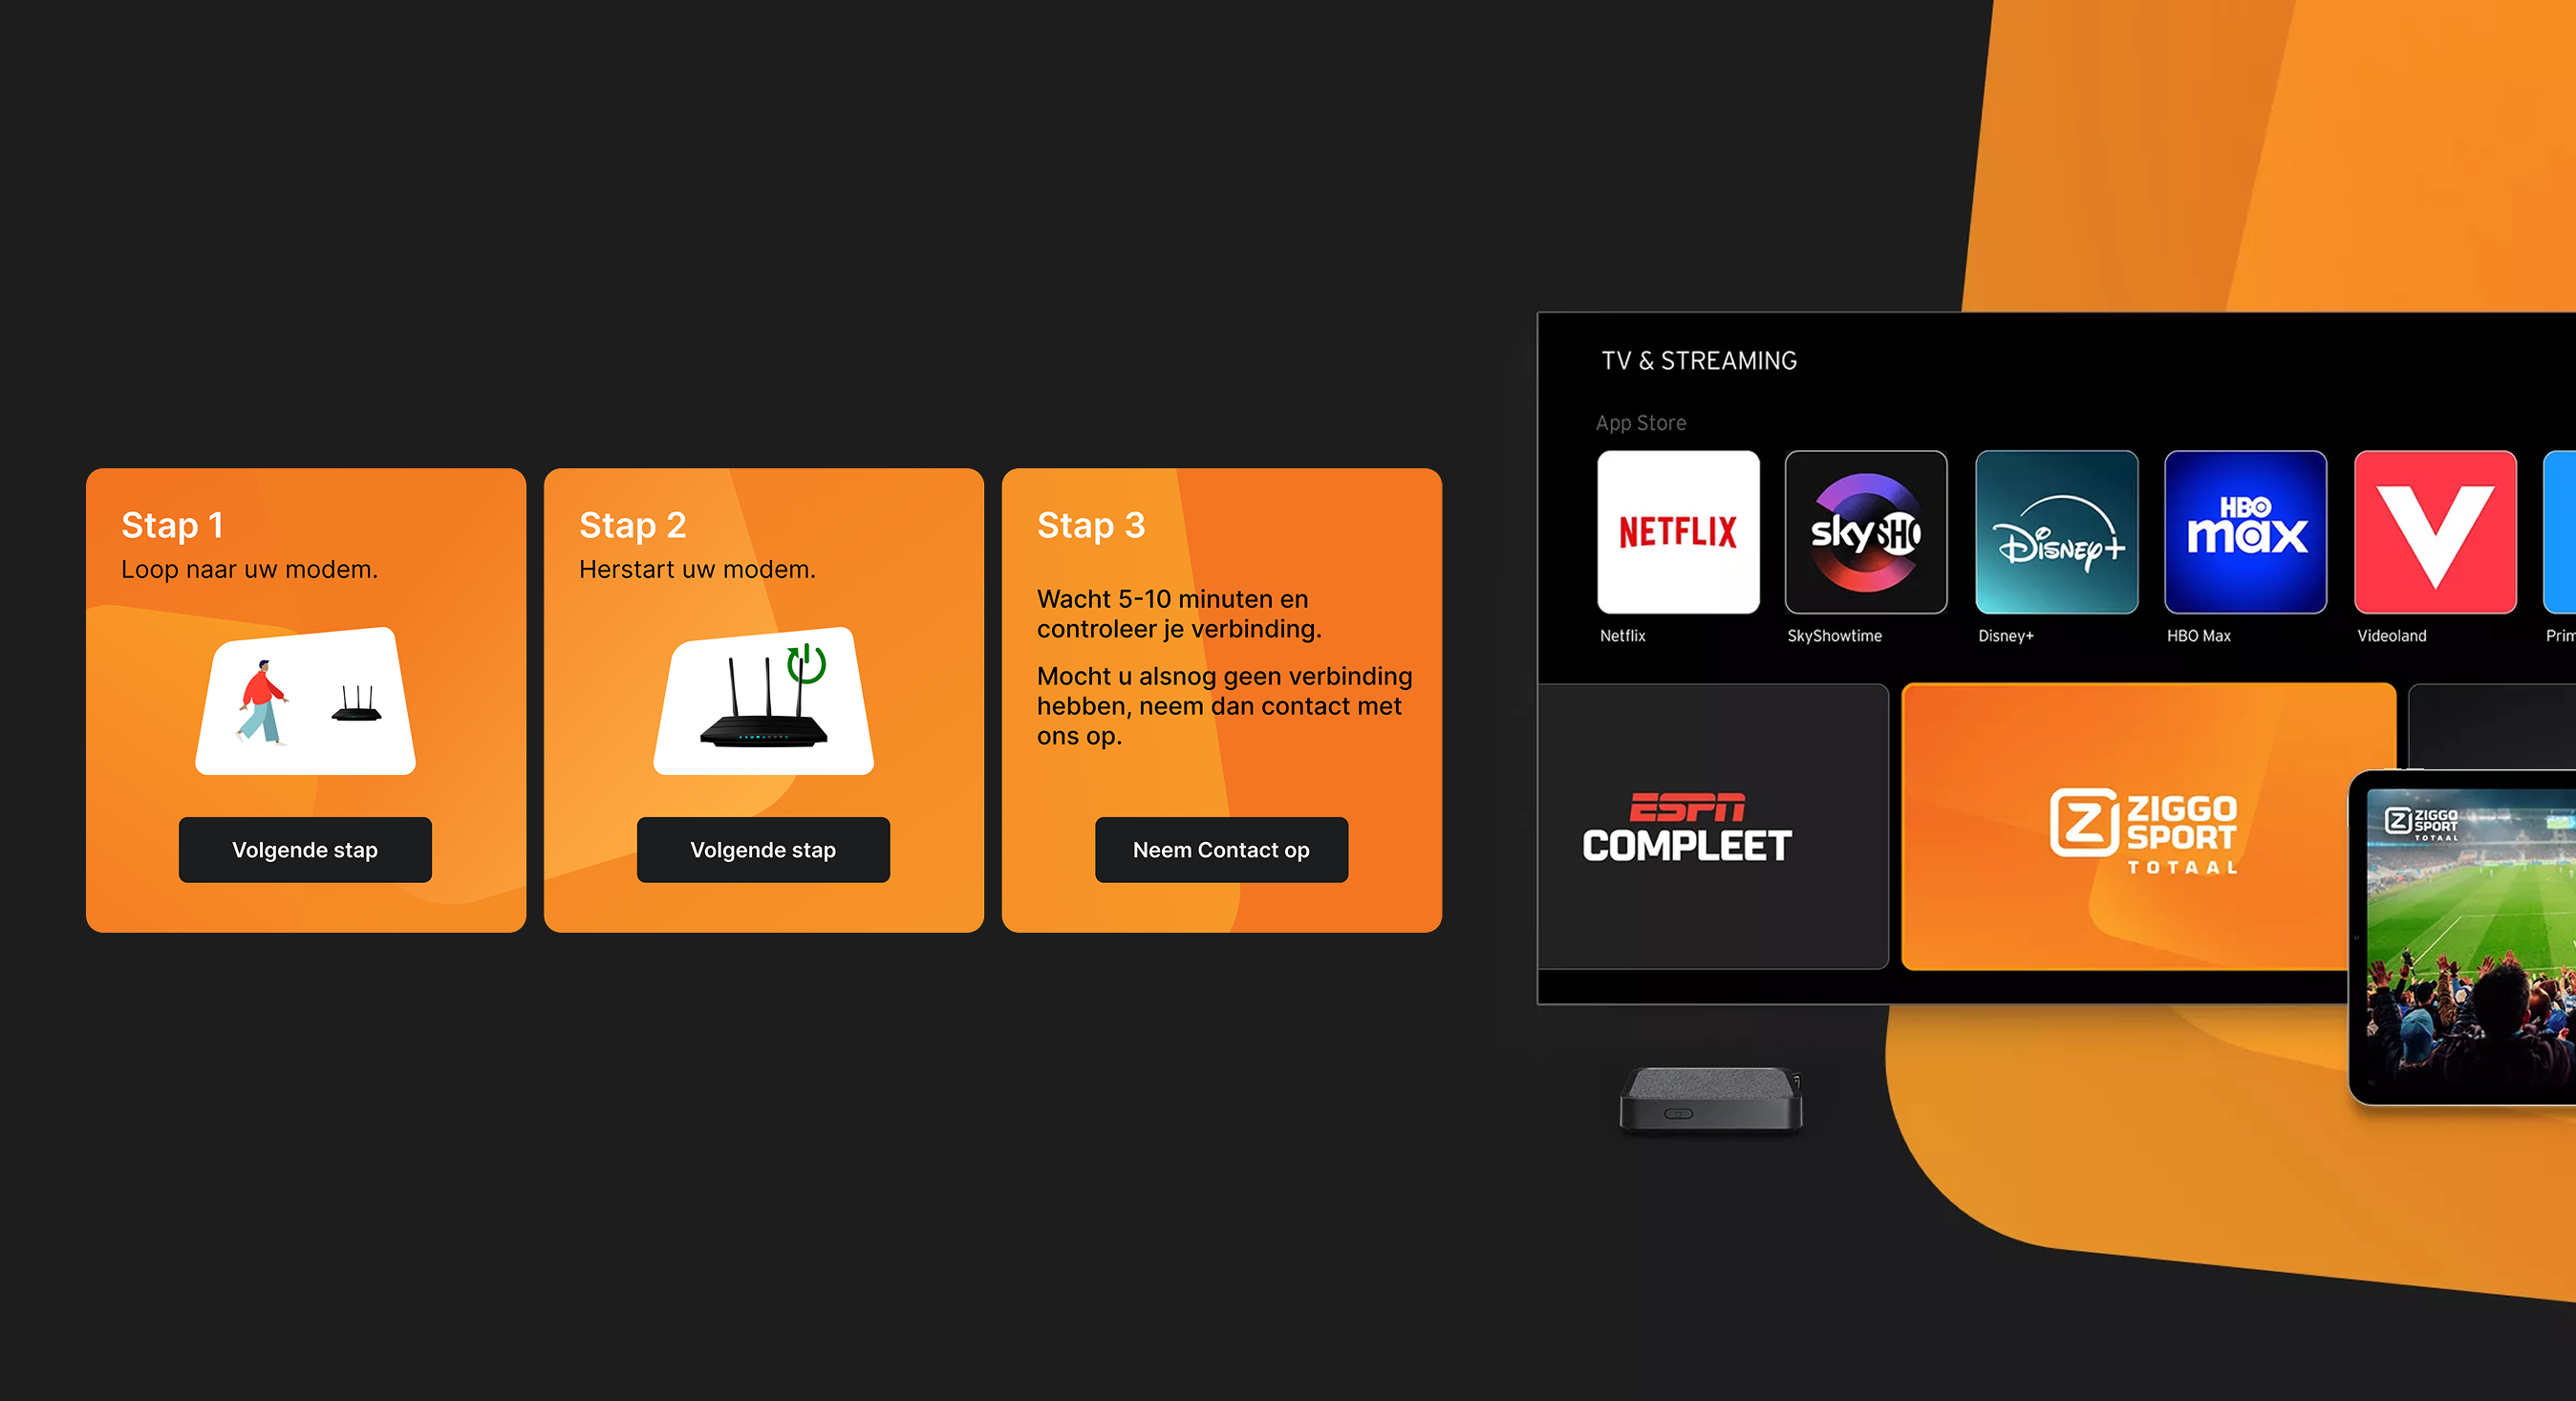 Stap 1
Loop naar uw modem.
Volgende stap
Stap 2
Herstart uw modem.
Volgende stap
Stap 3
Wacht 5-10 minuten en
controleer je verbinding.
Mocht u alsnog geen verbinding
hebben, neem dan contact met
ons op.
Neem Contact op
TV & STREAMING
App Store
NETFLIX
sky SHO
Disney+
HBO
max
V
Netflix
SkyShowtime
Disney+
HBO Max
Videoland
Prim
ESPN
COMPLEET
Z ZIGGO
SPORT
TOTAAL
Z ZIGGO
SPORT
TOTAAL